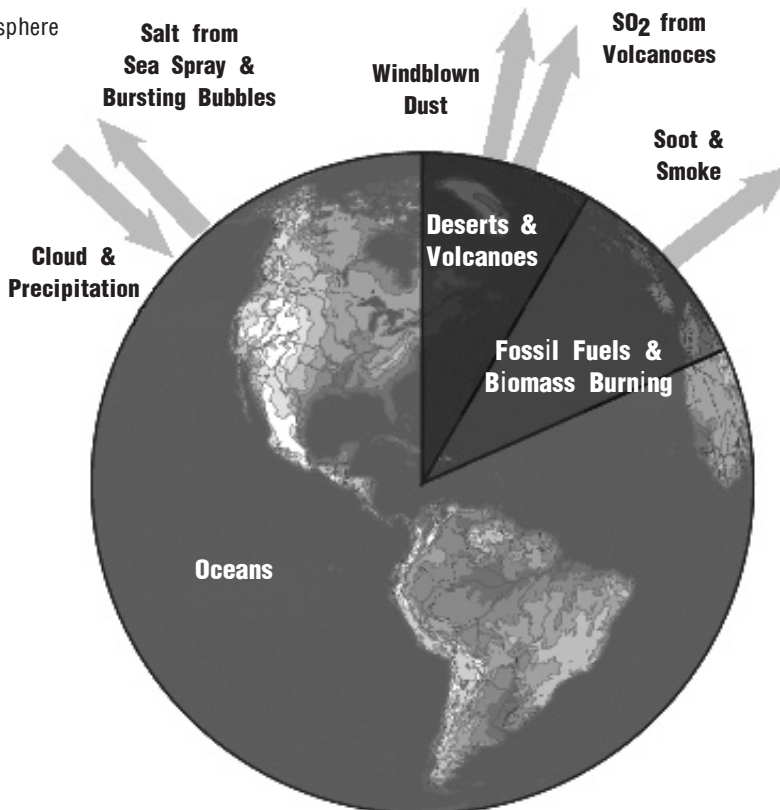 sphere
Salt from
Sea Spray &
Bursting Bubbles
Windblown
Dust
SO2 from
Volcanoces
Soot &
Smoke
Cloud &
Precipitation
Deserts &
Volcanoes
Fossil Fuels &
Biomass Burning
Oceans